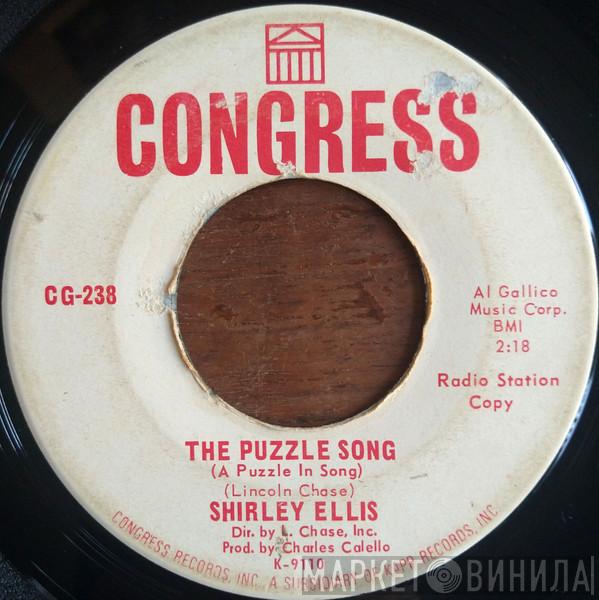 CONGRESS
CG-238
Al Gallico
Music Corp.
BMI
2:18
Radio Station
Copy
THE PUZZLE SONG
(A Puzzle In Song)
(Lincoln Chase)
SHIRLEY ELLIS
Dir. by L. Chase, Inc.
Prod. by Charles Calello
K-9110
CONGRESS RECORDS, INC. A SUBSIDIARY OF KAPP RECORDS, INC.
МАРКЕТ ВИНИЛА